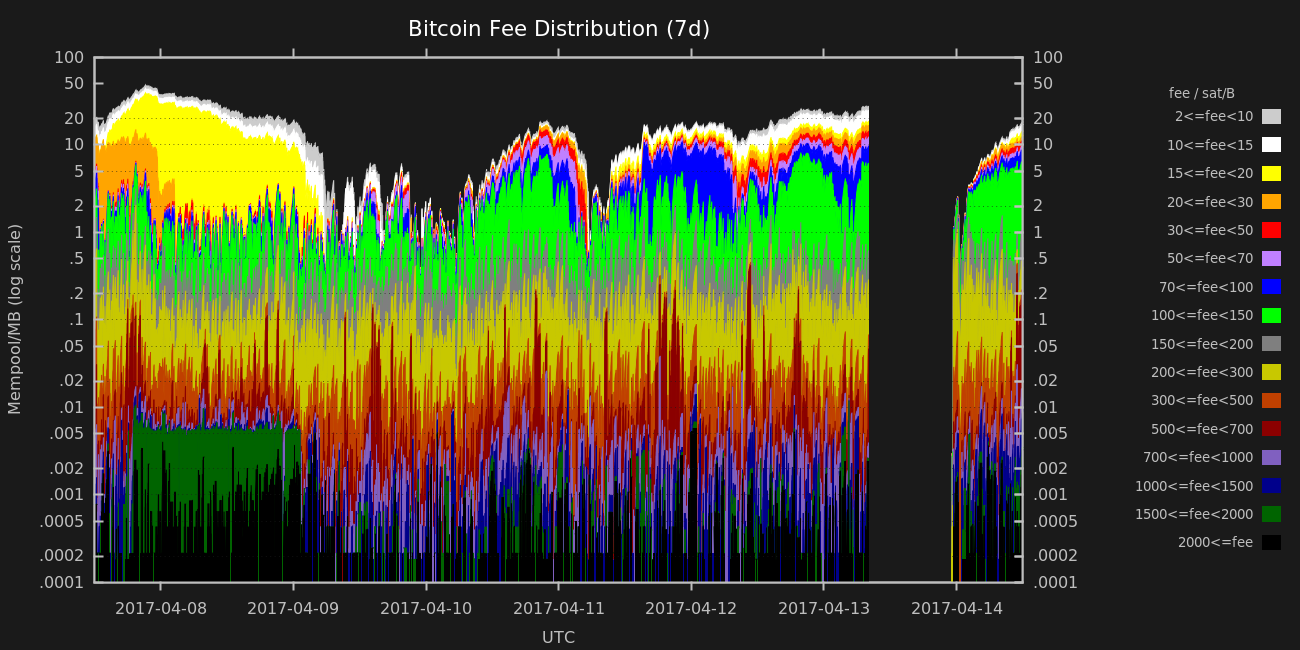 Bitcoin Fee Distribution (7d)
100
50
20
10
5
2
1
.5
.2
.1
.05
.02
.01
.005
.002
.001
.0005
.0002
.0001
Mempool/MB (log scale)
100
50
20
10
5
2
1
.5
.2
.1
.05
.02
.01
.005
.002
.001
.0005
.0002
.0001
2017-04-08 2017-04-09 2017-04-10 2017-04-11 2017-04-12 2017-04-13 2017-04-14
UTC
fee / sat/B
2<=fee<10
10<=fee<15
15<=fee<20
20<=fee<30
30<=fee<50
50<=fee<70
70<=fee<100
100<=fee<150
150<=fee<200
200<=fee<300
300<=fee<500
500<=fee<700
700<=fee<1000
1000<=fee<1500
1500<=fee<2000
2000<=fee